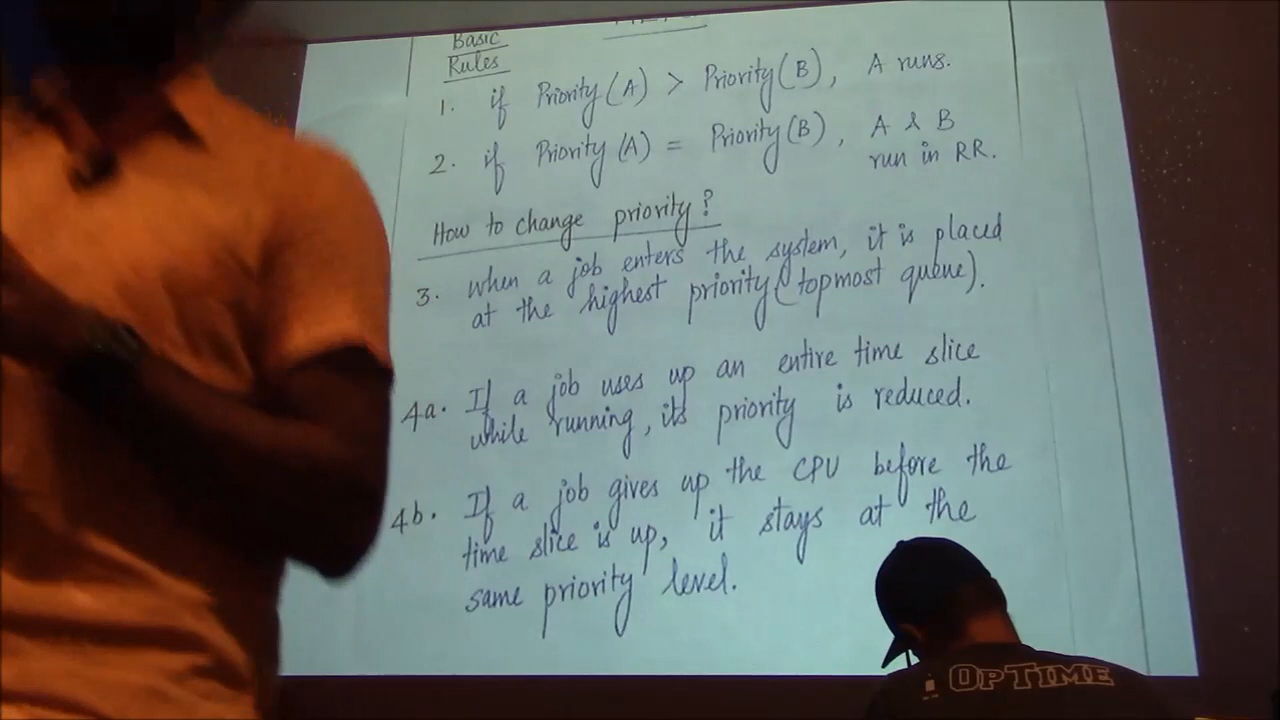 Basic
Rules
1. if Priority (A) > Priority (B), A runs.
2. if Priority (A) = Priority (B), A & B
run in RR.
How to change priority?
3. When a job enters the system, it is placed
at the highest priority (topmost queue).
4a. If a job uses up an entire time slice
while running, its priority is reduced.
4b. If a job gives up the CPU before the
time slice is up, it stays at the
same priority level.
OPTIME